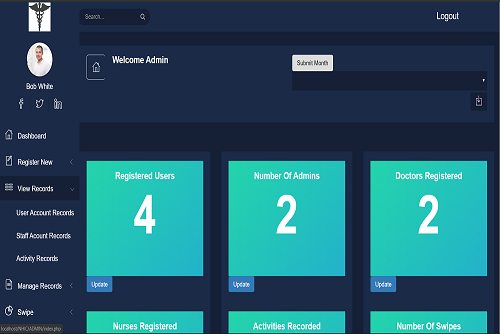 Search...
Logout
Bob White
Welcome Admin
Submit Month
Dashboard
Register New
View Records
User Account Records
Staff Acount Records
Activity Records
Manage Records
Swipe
Registered Users
4
Update
Number Of Admins
2
Update
Doctors Registered
2
Update
Nurses Registered
Activities Recorded
Number Of Swipes
localhost/NHIC/ADMIN/index.php